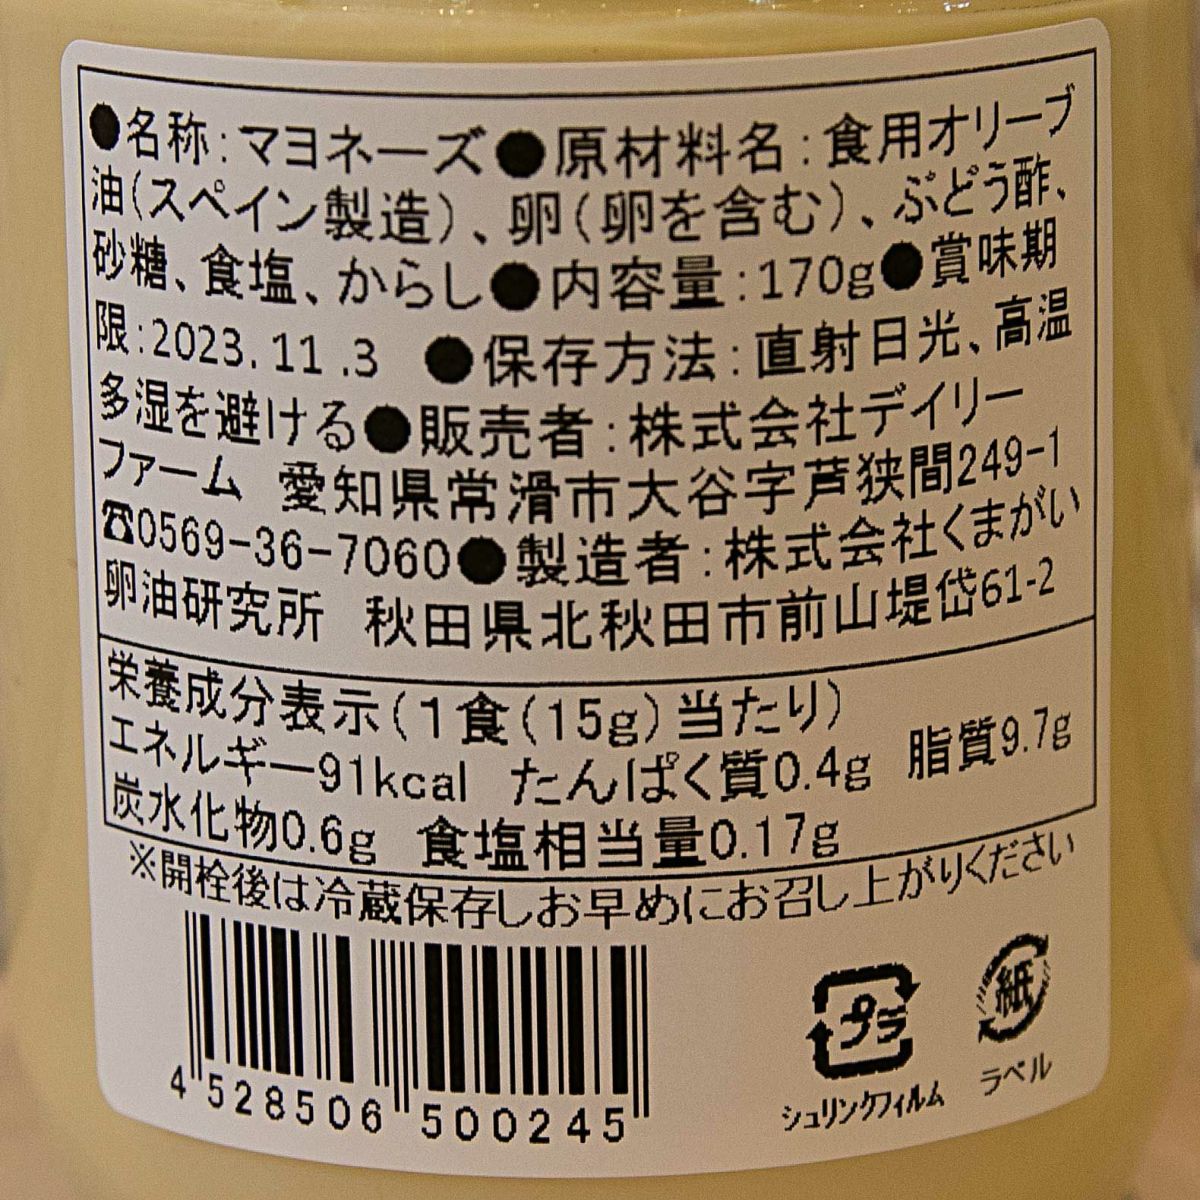 ●名称:マヨネーズ●原材料名:食用オリーブ
油(スペイン製造)、卵(卵を含む)、ぶどう酢、
砂糖、食塩、からし●内容量:170g●賞味期
限:2023.11.3 ●保存方法:直射日光、高温
多湿を避ける●販売者:株式会社デイリー
ファーム 愛知県常滑市大谷字芦狭間249-1
☎0569-36-7060●製造者:株式会社くまがい
卵油研究所 秋田県北秋田市前山堤岱61-2
栄養成分表示(1食(15g)当たり)
エネルギー91kcal たんぱく質0.4g 脂質9.7g
炭水化物0.6g 食塩相当量0.17g
※開栓後は冷蔵保存しお早めにお召し上がりください
プラ
紙
シュリンクフィルム
ラベル
4 528506 500245